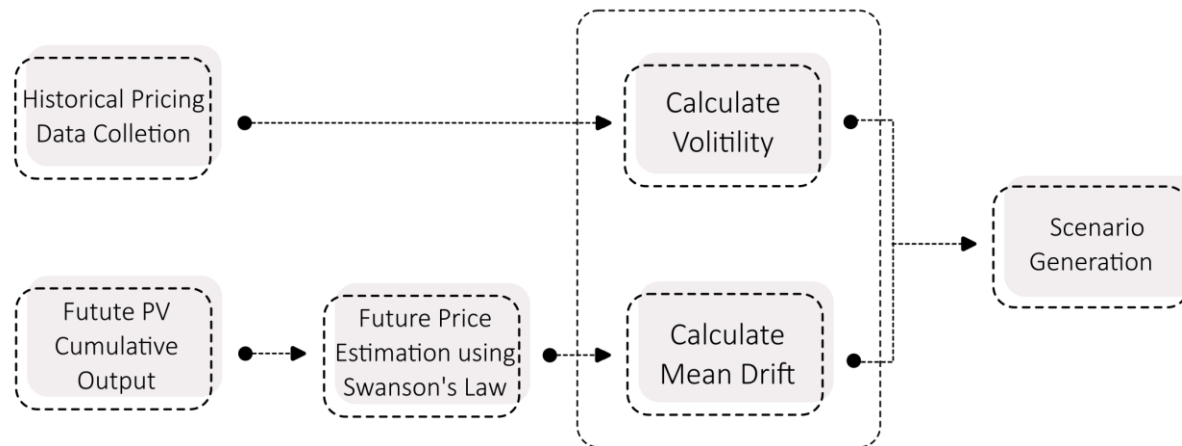 Historical Pricing
Data Colletion
Calculate
Volitility
Scenario
Generation
Futute PV
Cumulative
Output
Future Price
Estimation using
Swanson's Law
Calculate
Mean Drift